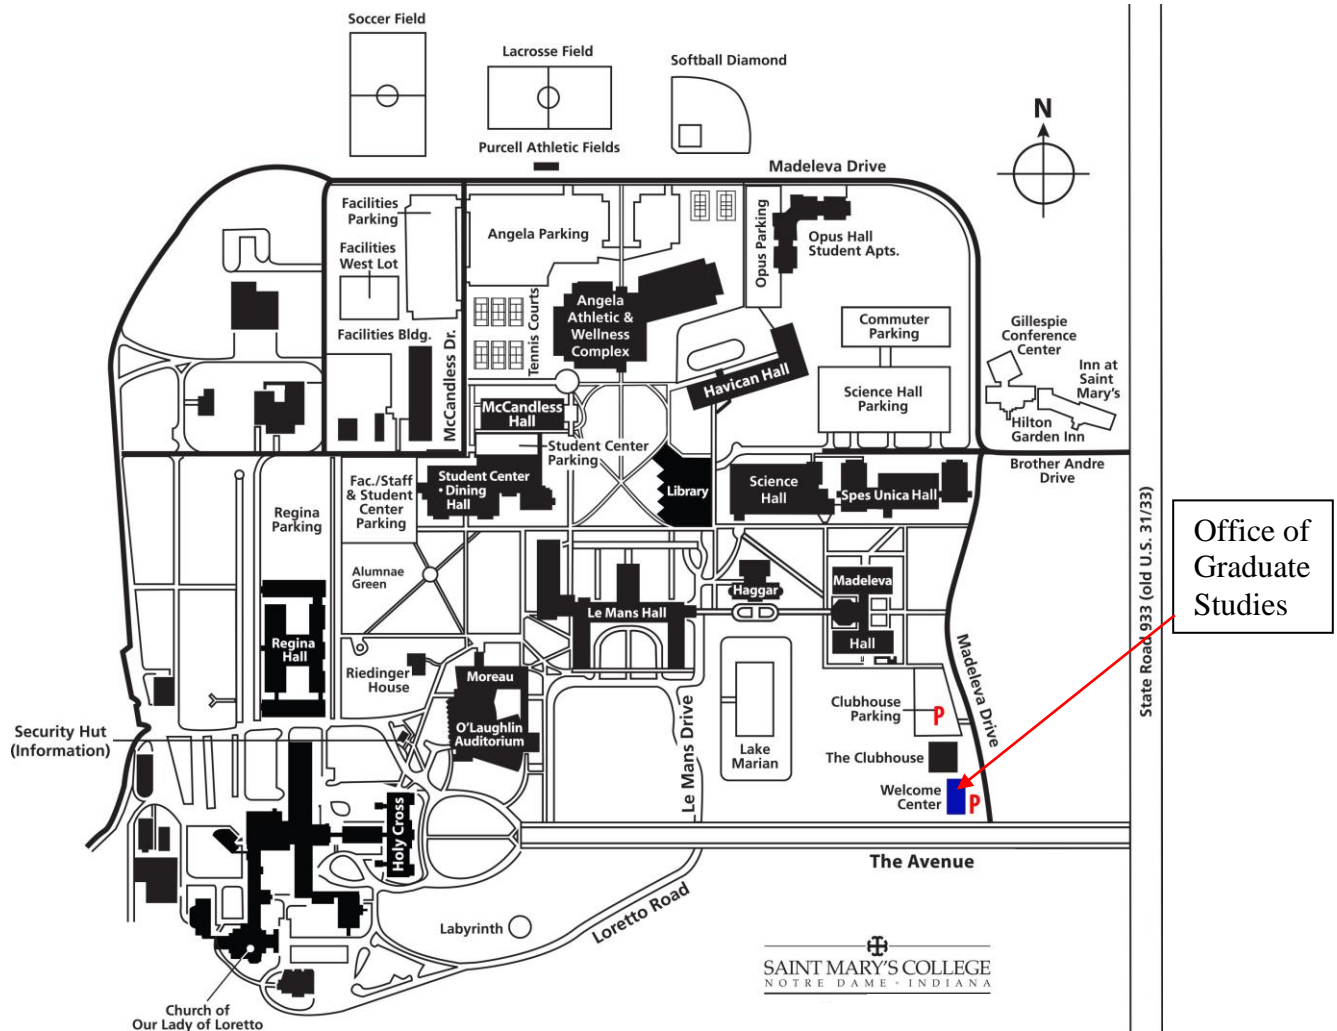 Soccer Field
Lacrosse Field
Softball Diamond
Purcell Athletic Fields
N
Madeleva Drive
Facilities
Parking
Angela Parking
Opus Parking
Opus Hall
Student Apts.
Facilities
West Lot
Facilities Bldg.
McCandless Dr.
Tennis Courts
Angela
Athletic &
Wellness
Complex
Havican Hall
Commuter
Parking
Science Hall
Parking
Gillespie
Conference
Center
Inn at
Saint
Mary's
Hilton
Garden Inn
Brother Andre
Drive
McCandless
Hall
Student Center
Parking
Fac./Staff
& Student
Center
Parking
Student Center
• Dining
Hall
Library
Science
Hall
Spes Unica Hall
Regina
Parking
Alumnae
Green
Le Mans Hall
Haggar
Madeleva
Hall
State Road 933 (old U.S. 31/33)
Office of
Graduate
Studies
Regina
Hall
Riedinger
House
Moreau
O'Laughlin
Auditorium
Security Hut
(Information)
Le Mans Drive
Lake
Marian
Clubhouse
Parking
P
Madeleva Drive
The Clubhouse
Welcome
Center
P
Holy Cross
The Avenue
Labyrinth
Loretto Road
Church of
Our Lady of Loretto
SAINT MARY'S COLLEGE
NOTRE DAME • INDIANA